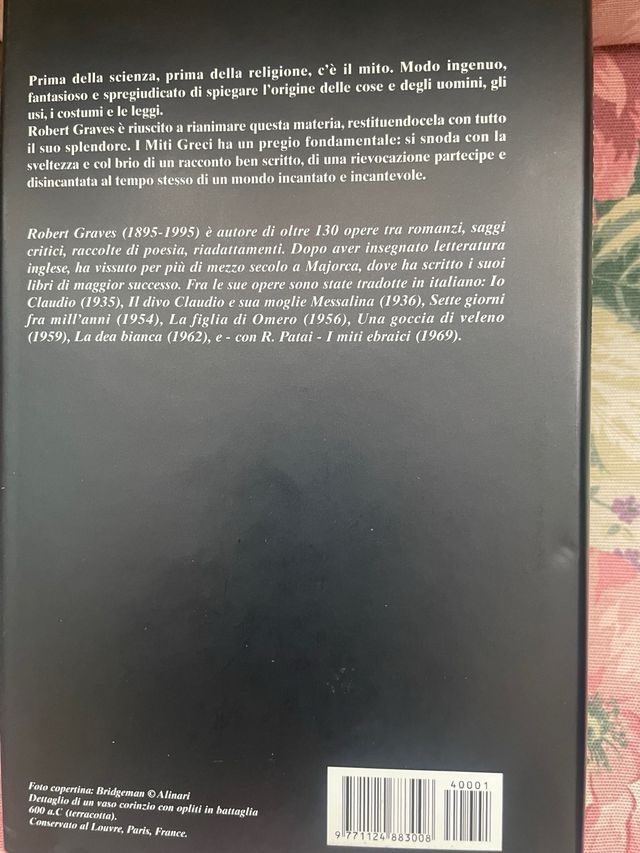 Prima della scienza, prima della religione, c'è il mito. Modo ingenuo,
fantasioso e spregiudicato di spiegare l'origine delle cose e degli uomini, gli
usi, i costumi e le leggi.
Robert Graves è riuscito a rianimare questa materia, restituendocela con tutto
il suo splendore. I Miti Greci ha un pregio fondamentale: si snoda con la
sveltezza e col brio di un racconto ben scritto, di una rievocazione partecipe e
disincantata al tempo stesso di un mondo incantato e incantevole.
Robert Graves (1895-1995) è autore di oltre 130 opere tra romanzi, saggi
critici, raccolte di poesia, riadattamenti. Dopo aver insegnato letteratura
inglese, ha vissuto per più di mezzo secolo a Majorca, dove ha scritto i suoi
libri di maggior successo. Fra le sue opere sono state tradotte in italiano: Io
Claudio (1935), Il divo Claudio e sua moglie Messalina (1936), Sette giorni
fra mill'anni (1954), La figlia di Omero (1956), Una goccia di veleno
(1959), La dea bianca (1962), e - con R. Patai - I miti ebraici (1969).
Foto copertina: Bridgeman © Alinari
Dettaglio di un vaso corinzio con opliti in battaglia
600 a.C (terracotta).
Conservato al Louvre, Paris, France.
40001
9 771124 883008